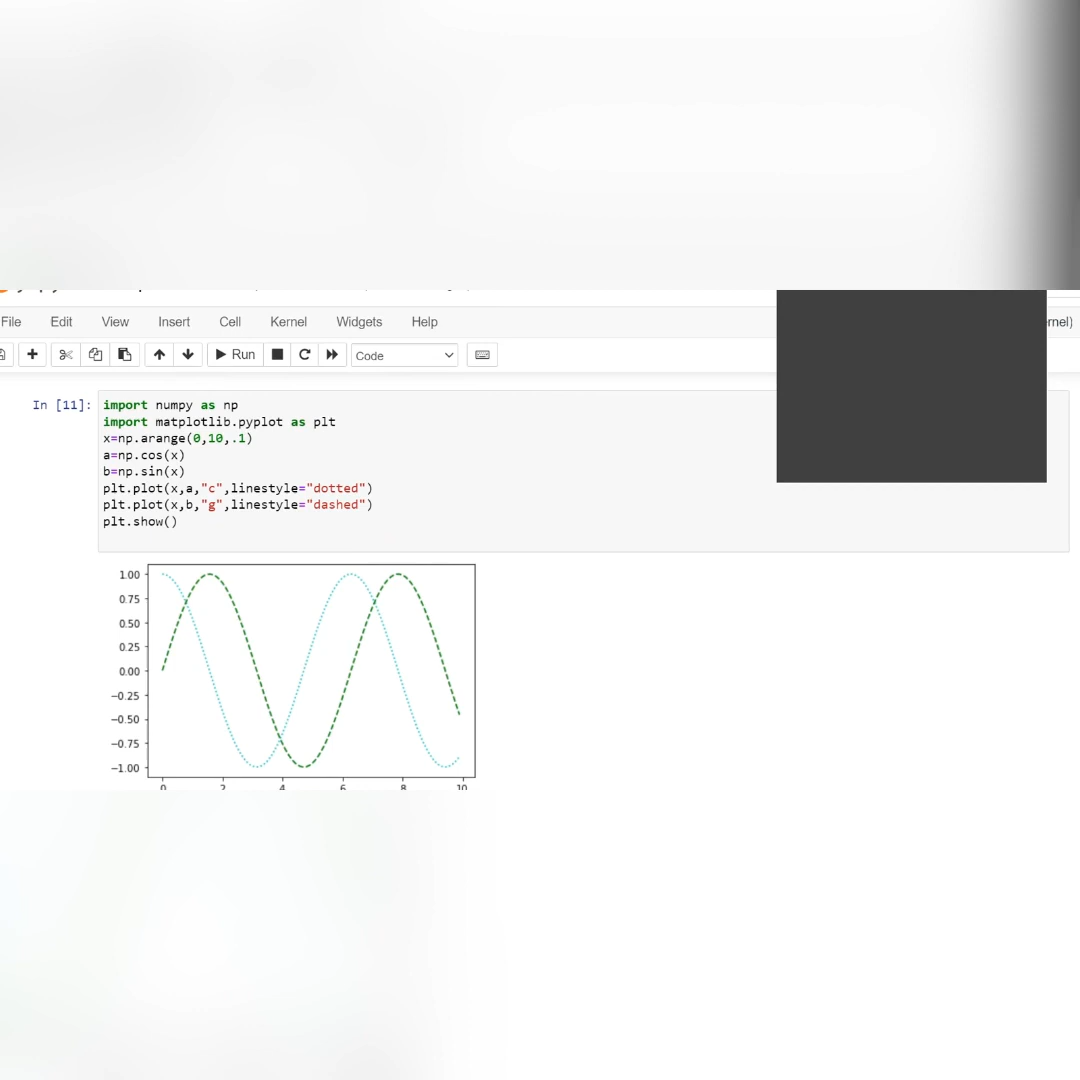 File Edit View Insert Cell Kernel Widgets Help
Run Code
In [11]: import numpy as np
import matplotlib.pyplot as plt
x=np.arange(0,10,.1)
a=np.cos(x)
b=np.sin(x)
plt.plot(x,a,"c",linestyle="dotted")
plt.plot(x,b,"g",linestyle="dashed")
plt.show()
1.00
0.75
0.50
0.25
0.00
−0.25
−0.50
−0.75
−1.00
0 2 4 6 8 10